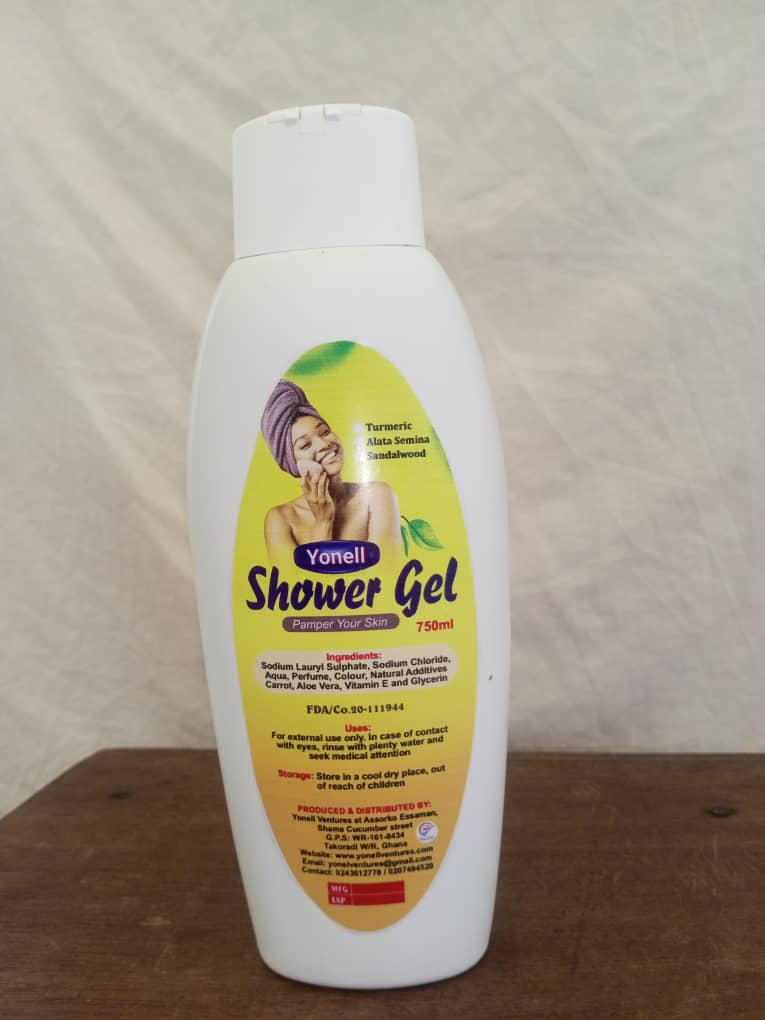 Turmeric
Alata Semina
Sandalwood
Yonell
Shower Gel
Pamper Your Skin
750ml
Ingredients:
Sodium Lauryl Sulphate, Sodium Chloride,
Aqua, Perfume, Colour, Natural Additives
Carrot, Aloe Vera, Vitamin E and Glycerin
FDA/Co.20-111944
Uses:
For external use only. In case of contact
with eyes, rinse with plenty water and
seek medical attention
Storage: Store in a cool dry place, out
of reach of children
PRODUCED & DISTRIBUTED BY:
Yonell Ventures at Assorko Essaman,
Shama Cucumber street
G.P.S: WR-161-8434
Takoradi W/R, Ghana
Website: www.yonellventures.com
Email: yonelventures@gmail.com
Contact: 0243612778 / 0207494520
MFG
EXP